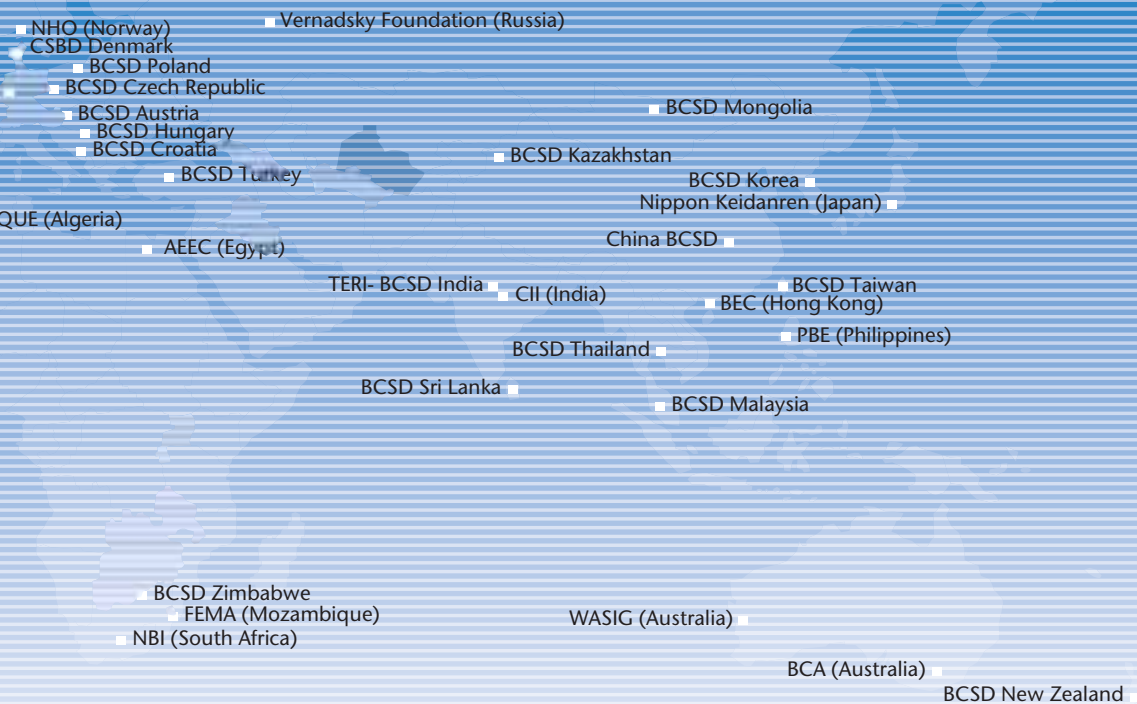 Vernadsky Foundation (Russia)
NHO (Norway)
CSBD Denmark
BCSD Poland
BCSD Czech Republic
BCSD Mongolia
BCSD Austria
BCSD Hungary
BCSD Croatia
BCSD Kazakhstan
BCSD Turkey
BCSD Korea
Nippon Keidanren (Japan)
QUE (Algeria)
China BCSD
AEEC (Egypt)
TERI- BCSD India
BCSD Taiwan
CII (India)
BEC (Hong Kong)
PBE (Philippines)
BCSD Thailand
BCSD Sri Lanka
BCSD Malaysia
BCSD Zimbabwe
FEMA (Mozambique)
WASIG (Australia)
NBI (South Africa)
BCA (Australia)
BCSD New Zealand